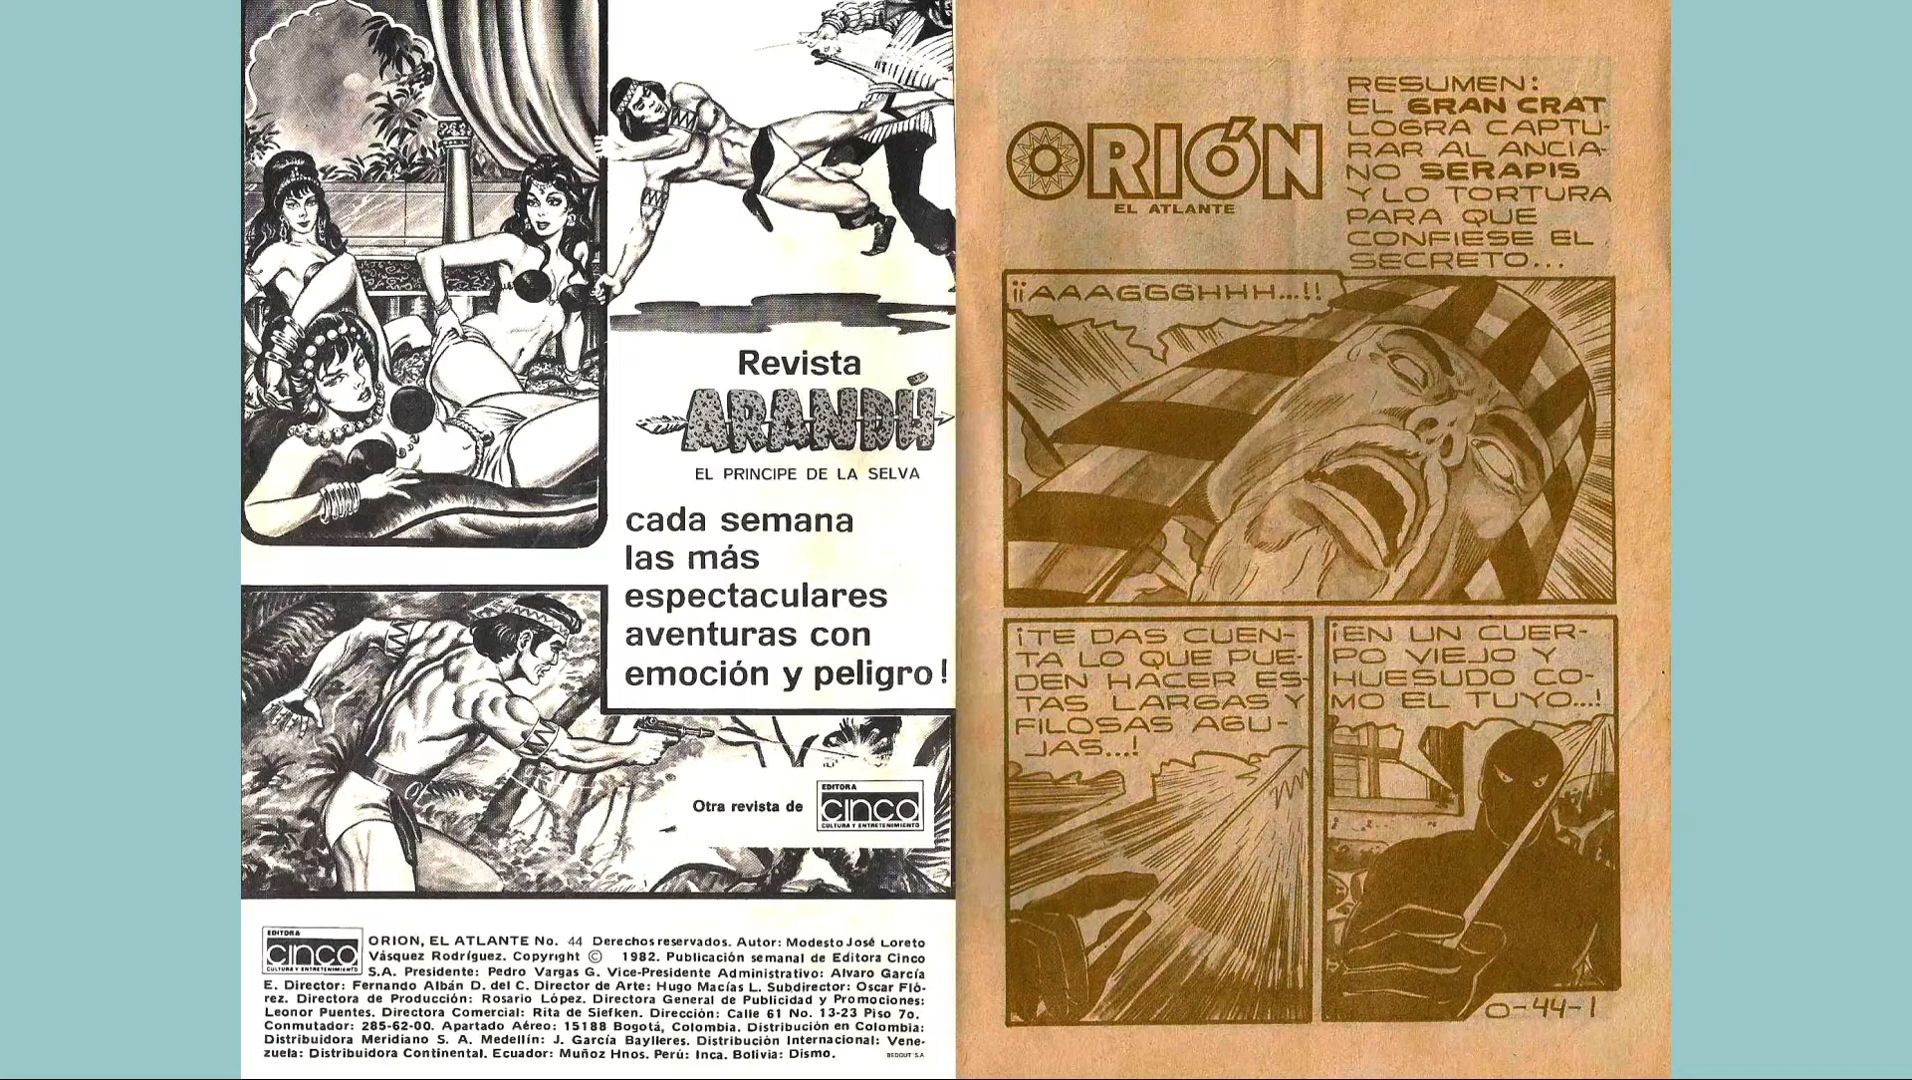 Revista
ARANDÚ
EL PRINCIPE DE LA SELVA
cada semana
las más
espectaculares
aventuras con
emoción y peligro!
Otra revista de
EDITORA
CINCO
CULTURA Y ENTRETENIMIENTO
EDITORA
CINCO
CULTURA Y ENTRETENIMIENTO
ORION, EL ATLANTE No. 44 Derechos reservados. Autor: Modesto José Loreto
Vásquez Rodríguez. Copyright © 1982. Publicación semanal de Editora Cinco
S.A. Presidente: Pedro Vargas G. Vice-Presidente Administrativo: Alvaro García
E. Director: Fernando Albán D. del C. Director de Arte: Hugo Macías L. Subdirector: Oscar Fló-
rez. Directora de Producción: Rosario López. Directora General de Publicidad y Promociones:
Leonor Puentes. Directora Comercial: Rita de Siefken. Dirección: Calle 61 No. 13-23 Piso 7o.
Conmutador: 285-62-00. Apartado Aéreo: 15188 Bogotá, Colombia. Distribución en Colombia:
Distribuidora Meridiano S. A. Medellín: J. García Baylleres. Distribución Internacional: Vene-
zuela: Distribuidora Continental. Ecuador: Muñoz Hnos. Perú: Inca. Bolivia: Dismo.
BEDOUT S.A
ORIÓN
EL ATLANTE
RESUMEN:
EL GRAN CRAT
LOGRA CAPTU-
RAR AL ANCIA-
NO SERAPIS
Y LO TORTURA
PARA QUE
CONFIESE EL
SECRETO...
¡¡AAAGGGHHH...!!
¡TE DAS CUEN-
TA LO QUE PUE-
DEN HACER ES-
TAS LARGAS Y
FILOSAS AGU-
JAS...!
¡EN UN CUER-
PO VIEJO Y
HUESUDO CO-
MO EL TUYO...!
O-44-1